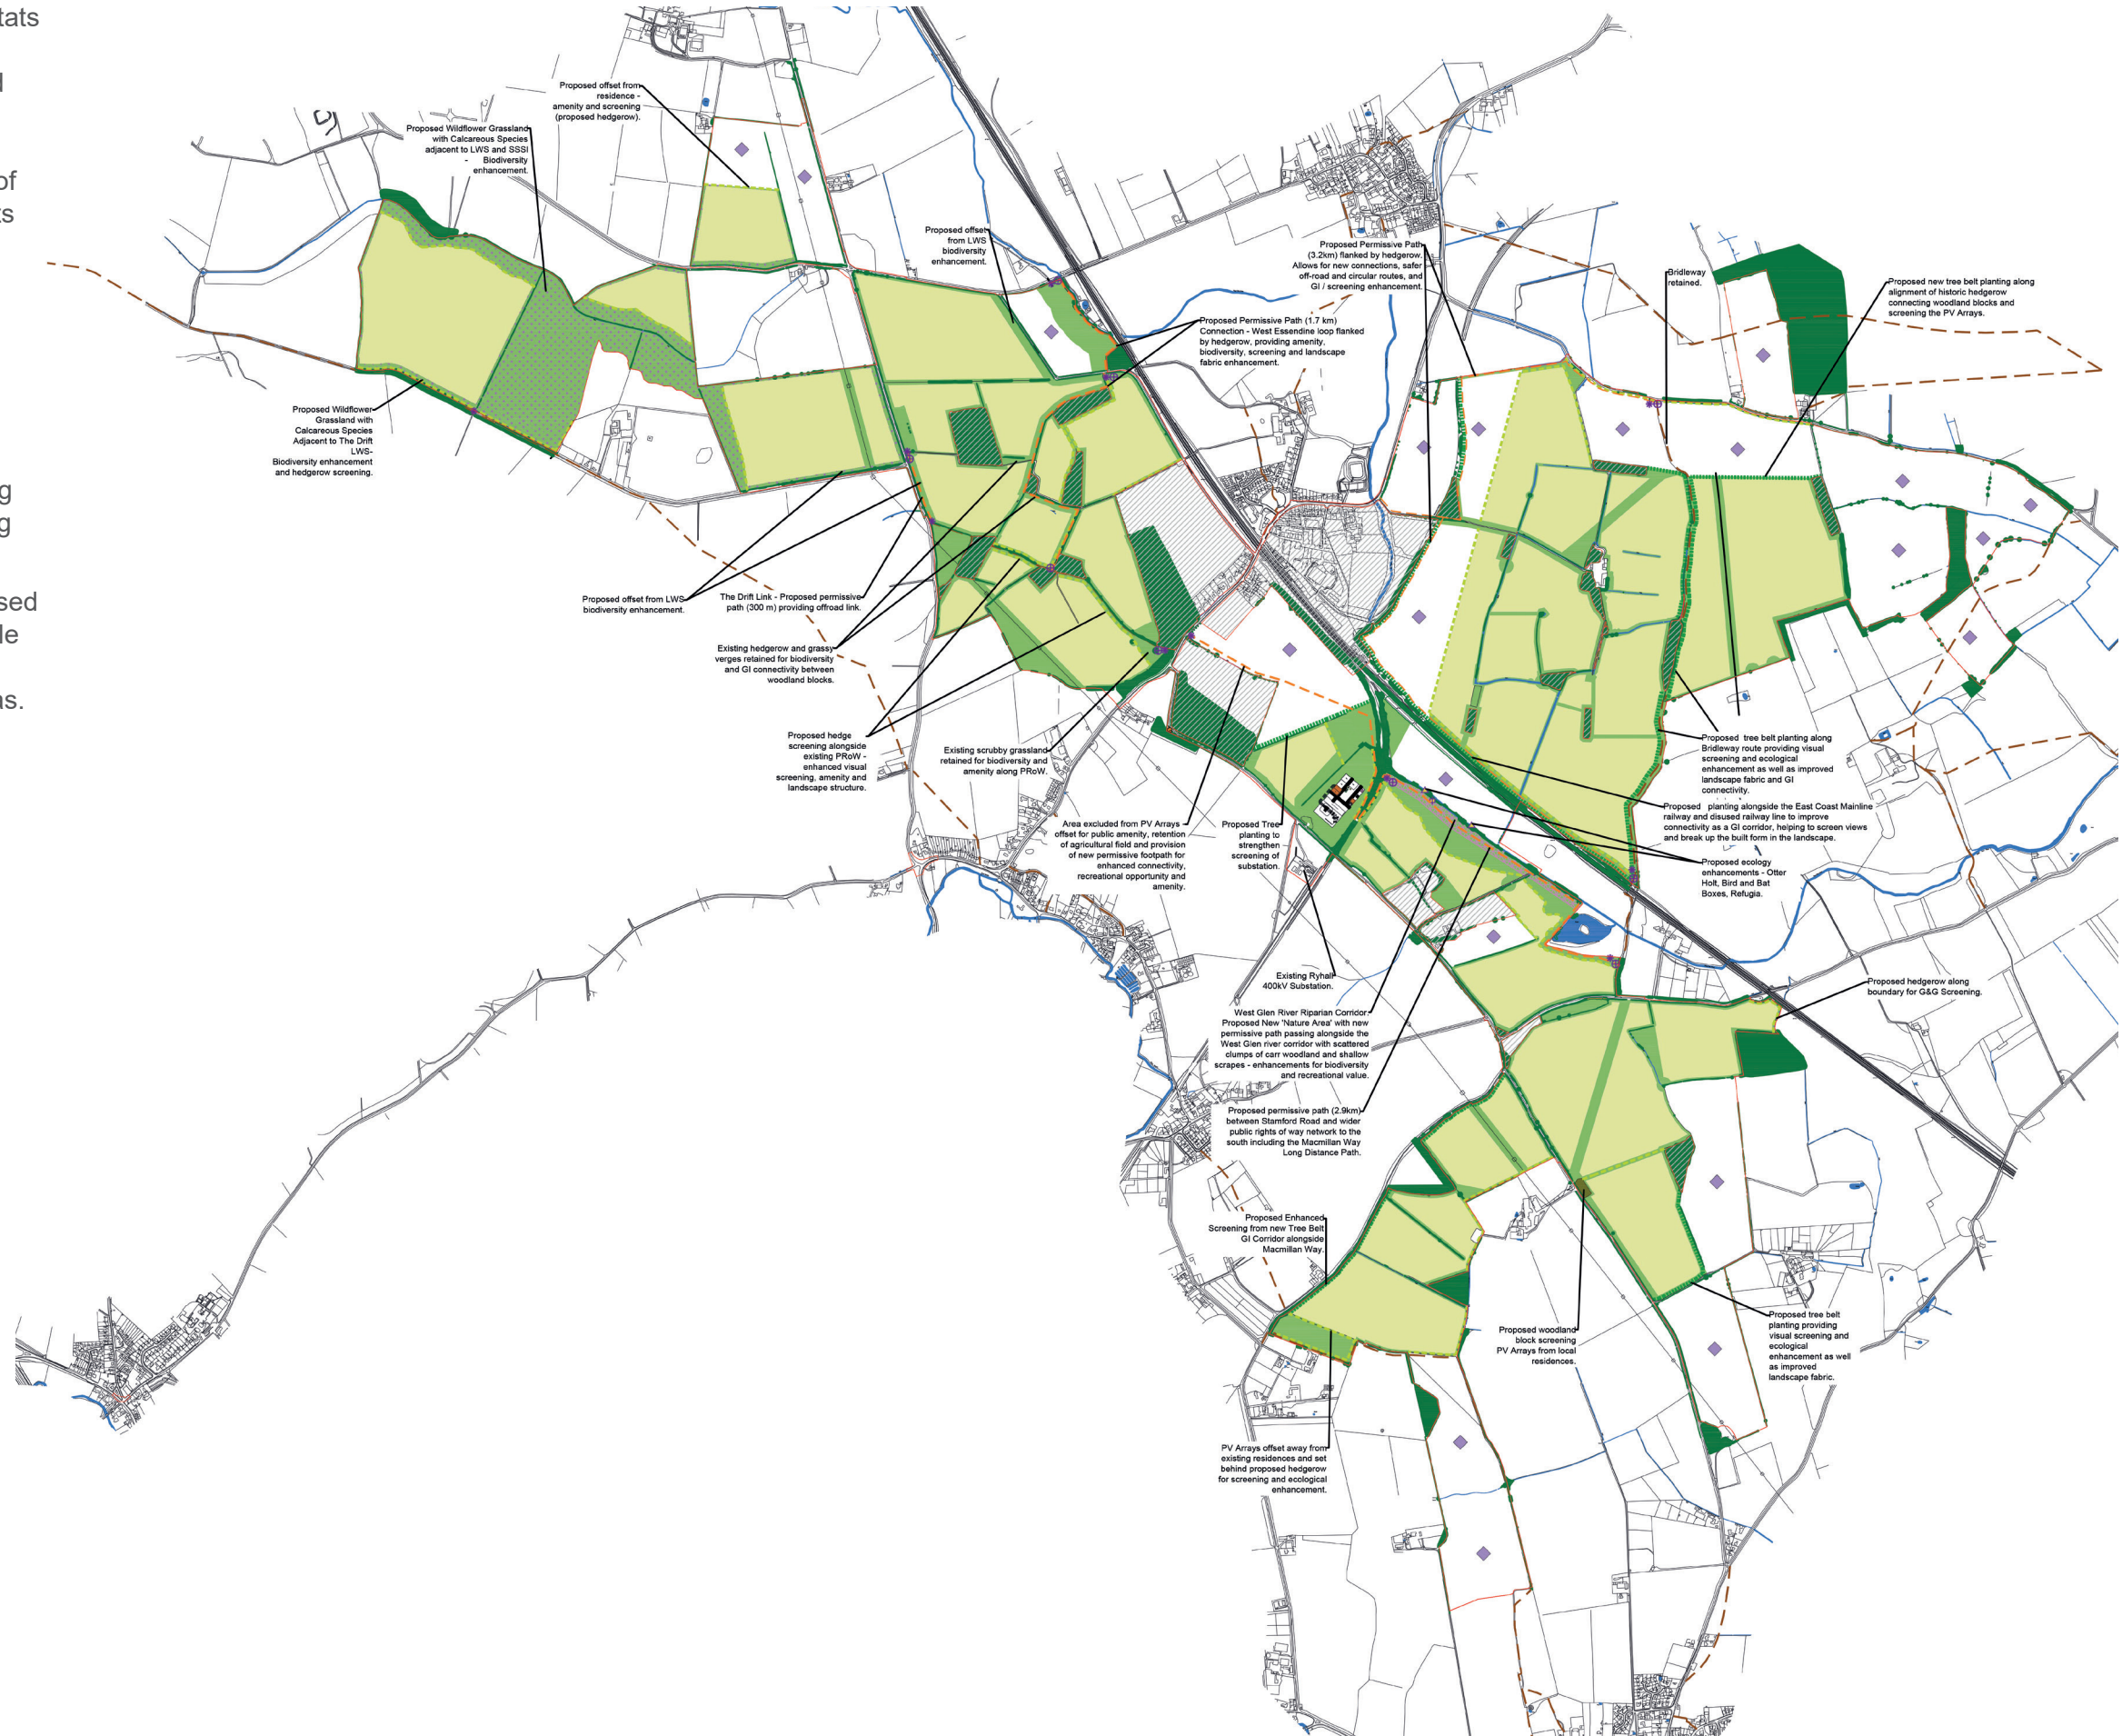 tats
d
of
ts
g
g
sed
le
as.
Proposed offset from
residence -
amenity and screening
(proposed hedgerow).
Proposed Wildflower Grassland
with Calcareous Species
adjacent to LWS and SSSI
- Biodiversity
enhancement.
Proposed offset
from LWS
biodiversity
enhancement.
Proposed Permissive Path
(3.2km) flanked by hedgerow.
Allows for new connections, safer
off-road and circular routes, and
GI / screening enhancement.
Bridleway
retained.
Proposed new tree belt planting along
alignment of historic hedgerow
connecting woodland blocks and
screening the PV Arrays.
Proposed Permissive Path (1.7 km)
Connection - West Essendine loop flanked
by hedgerow, providing amenity,
biodiversity, screening and landscape
fabric enhancement.
Proposed Wildflower
Grassland with
Calcareous Species
Adjacent to The Drift
LWS-
Biodiversity enhancement
and hedgerow screening.
Proposed offset from LWS
biodiversity enhancement.
The Drift Link - Proposed permissive
path (300 m) providing offroad link.
Existing hedgerow and grassy
verges retained for biodiversity
and GI connectivity between
woodland blocks.
Proposed hedge
screening alongside
existing PRoW -
enhanced visual
screening, amenity and
landscape structure.
Existing scrubby grassland
retained for biodiversity and
amenity along PRoW.
Area excluded from PV Arrays -
offset for public amenity, retention
of agricultural field and provision
of new permissive footpath for
enhanced connectivity,
recreational opportunity and
amenity.
Proposed Tree
planting to
strengthen
screening of
substation.
Proposed tree belt planting along
Bridleway route providing visual
screening and ecological
enhancement as well as improved
landscape fabric and GI
connectivity.
Proposed planting alongside the East Coast Mainline
railway and disused railway line to improve
connectivity as a GI corridor, helping to screen views
and break up the built form in the landscape.
Proposed ecology
enhancements - Otter
Holt, Bird and Bat
Boxes, Refugia.
Existing Ryhall
400kV Substation.
Proposed hedgerow along
boundary for G&G Screening.
West Glen River Riparian Corridor:
Proposed New 'Nature Area' with new
permissive path passing alongside the
West Glen river corridor with scattered
clumps of carr woodland and shallow
scrapes - enhancements for biodiversity
and recreational value.
Proposed permissive path (2.9km)
between Stamford Road and wider
public rights of way network to the
south including the Macmillan Way
Long Distance Path.
Proposed Enhanced
Screening from new Tree Belt
GI Corridor alongside
Macmillan Way.
Proposed woodland
block screening
PV Arrays from local
residences.
Proposed tree belt
planting providing
visual screening and
ecological
enhancement as well
as improved
landscape fabric.
PV Arrays offset away from
existing residences and set
behind proposed hedgerow
for screening and ecological
enhancement.